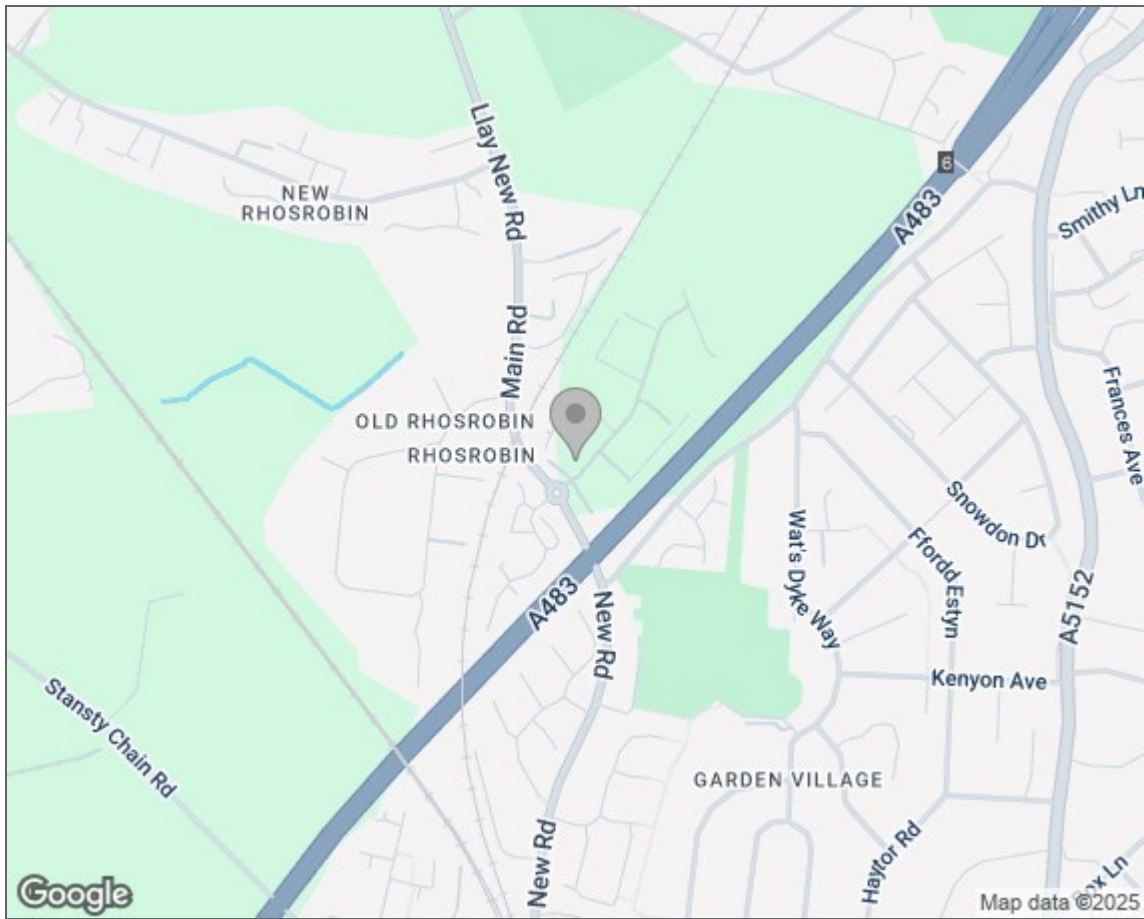 Llay New Rd
NEW
RHOSROBIN
6
A483
Smithy Ln
Main Rd
OLD RHOSROBIN
RHOSROBIN
Frances Ave
Snowdon Dr
Wat's Dyke Way
Ffordd Estyn
A5152
A483
New Rd
Kenyon Ave
Stansty Chain Rd
GARDEN VILLAGE
New Rd
Haytor Rd
Box Ln
Google
Map data ©2025